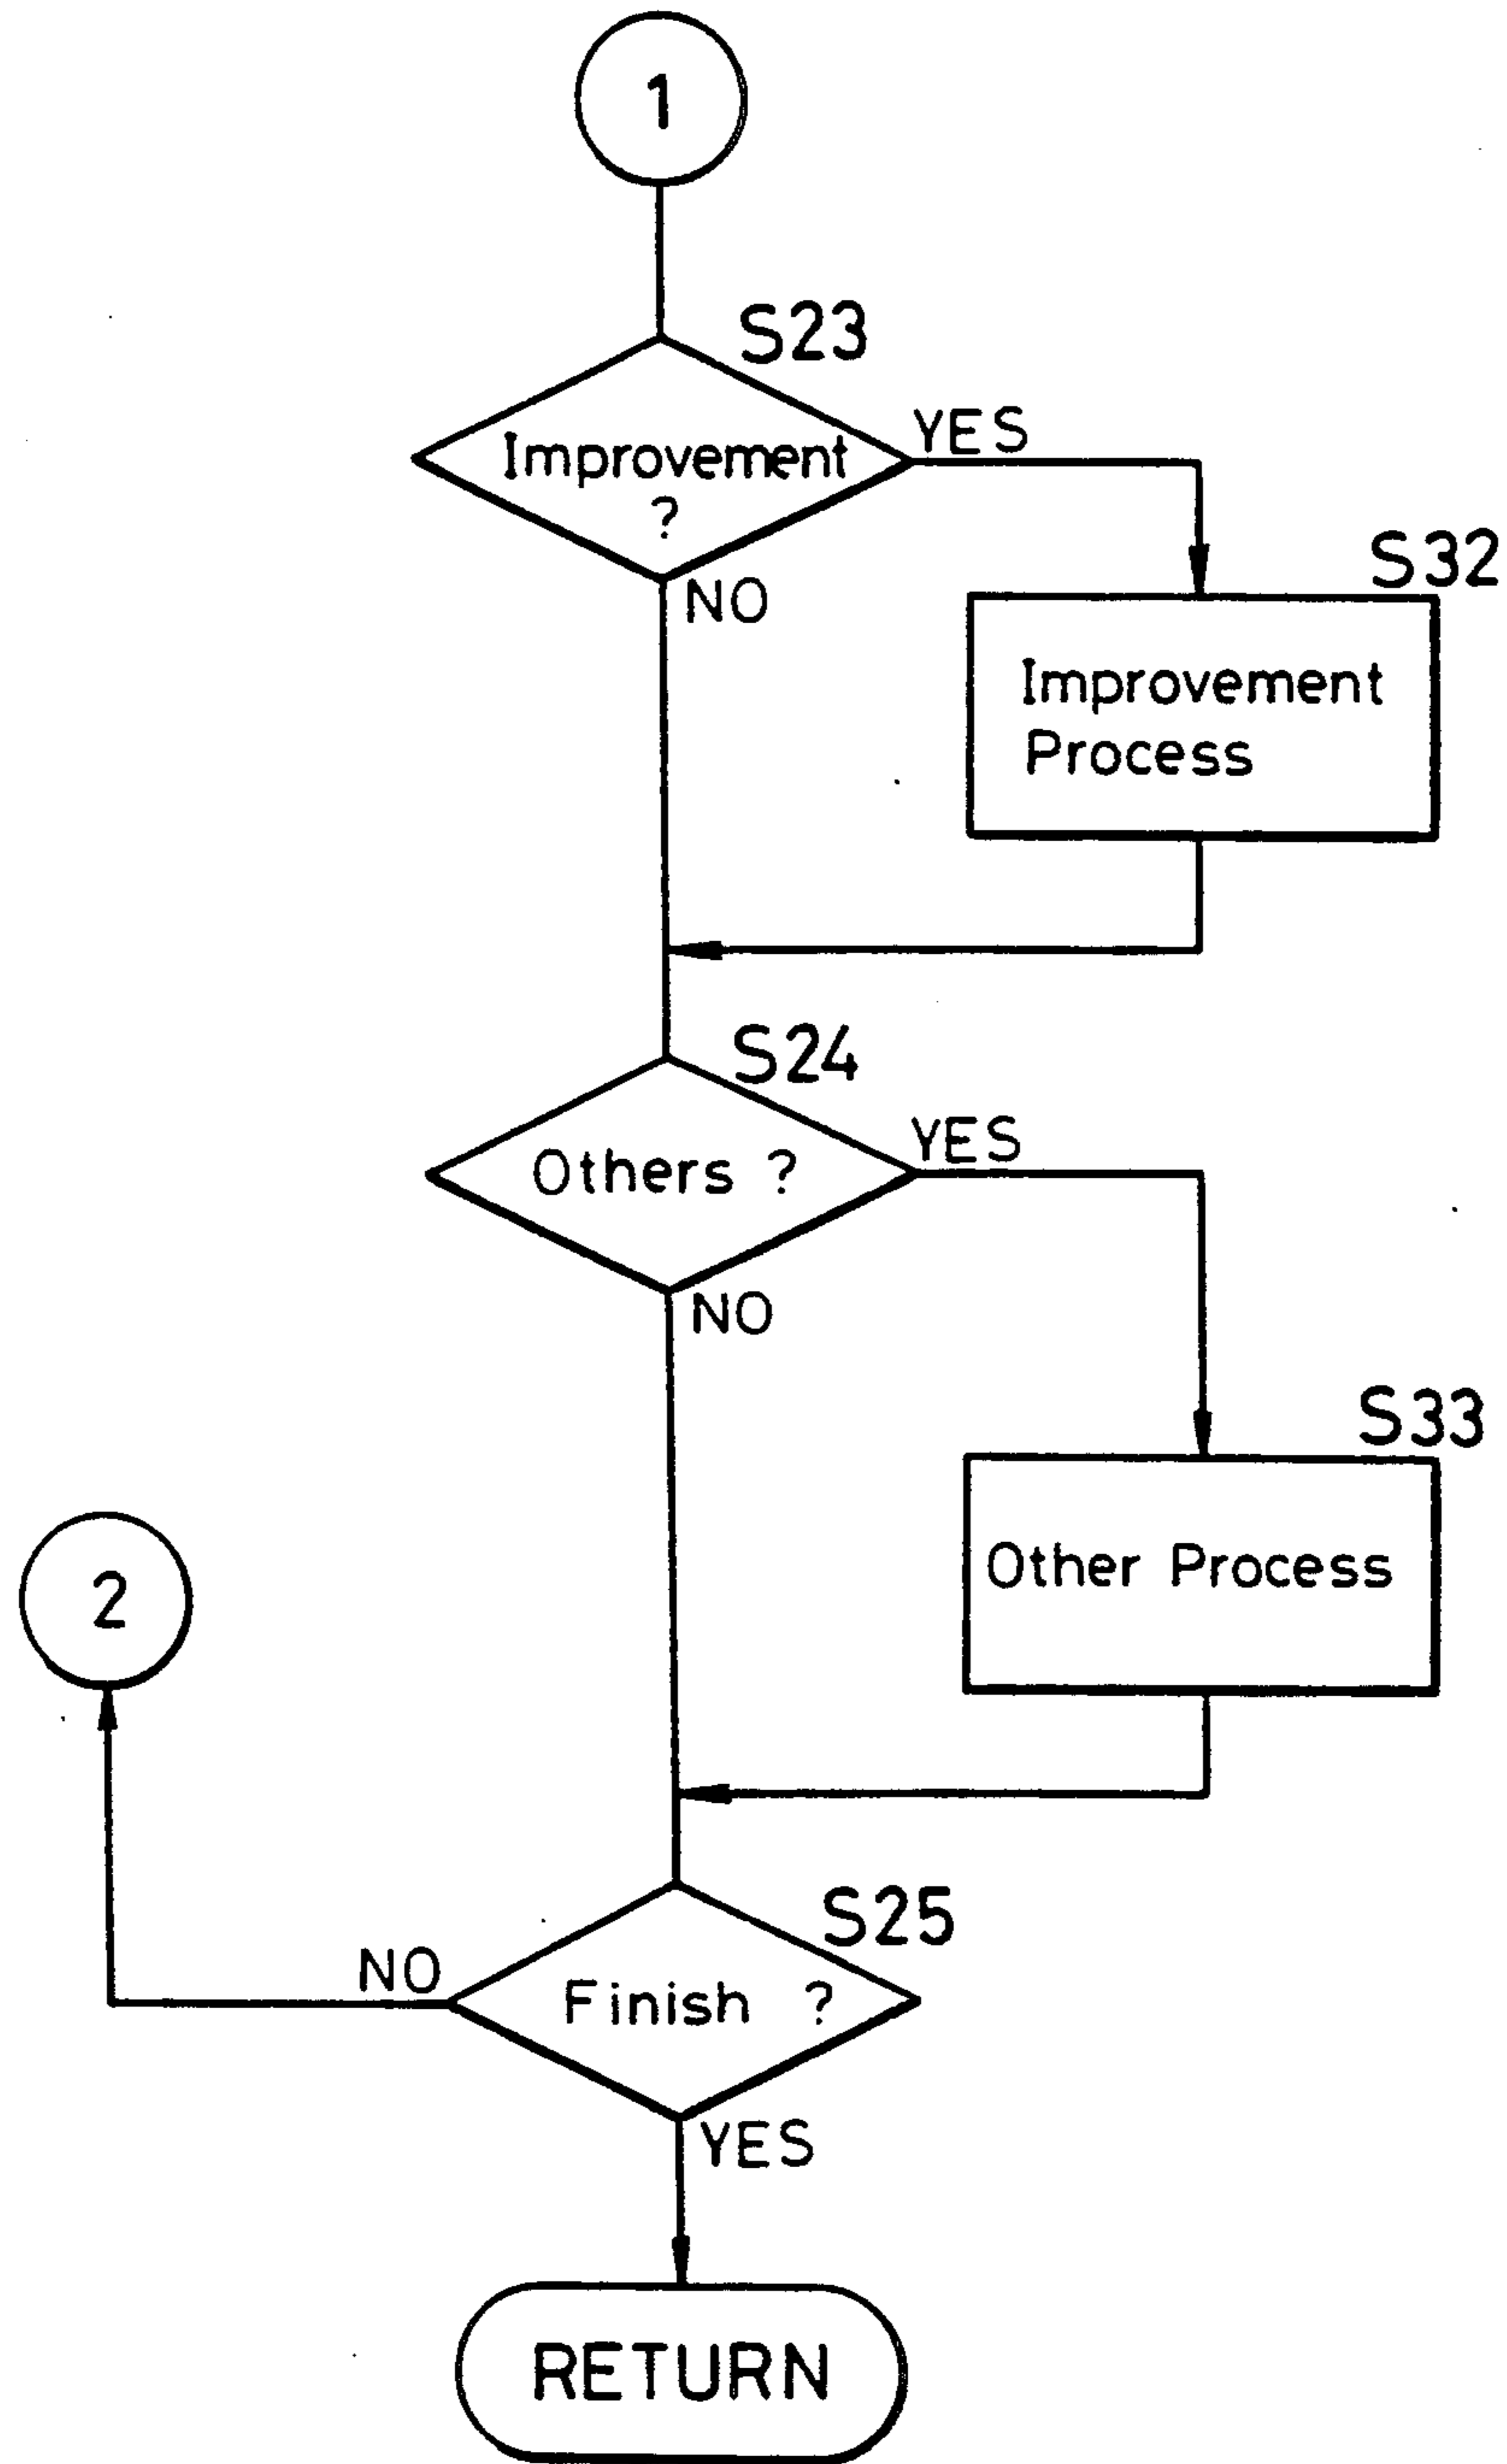 1
S23
Improvement
?
YES
NO
S32
Improvement
Process
S24
Others ?
YES
NO
S33
Other Process
2
S25
Finish ?
NO
YES
RETURN